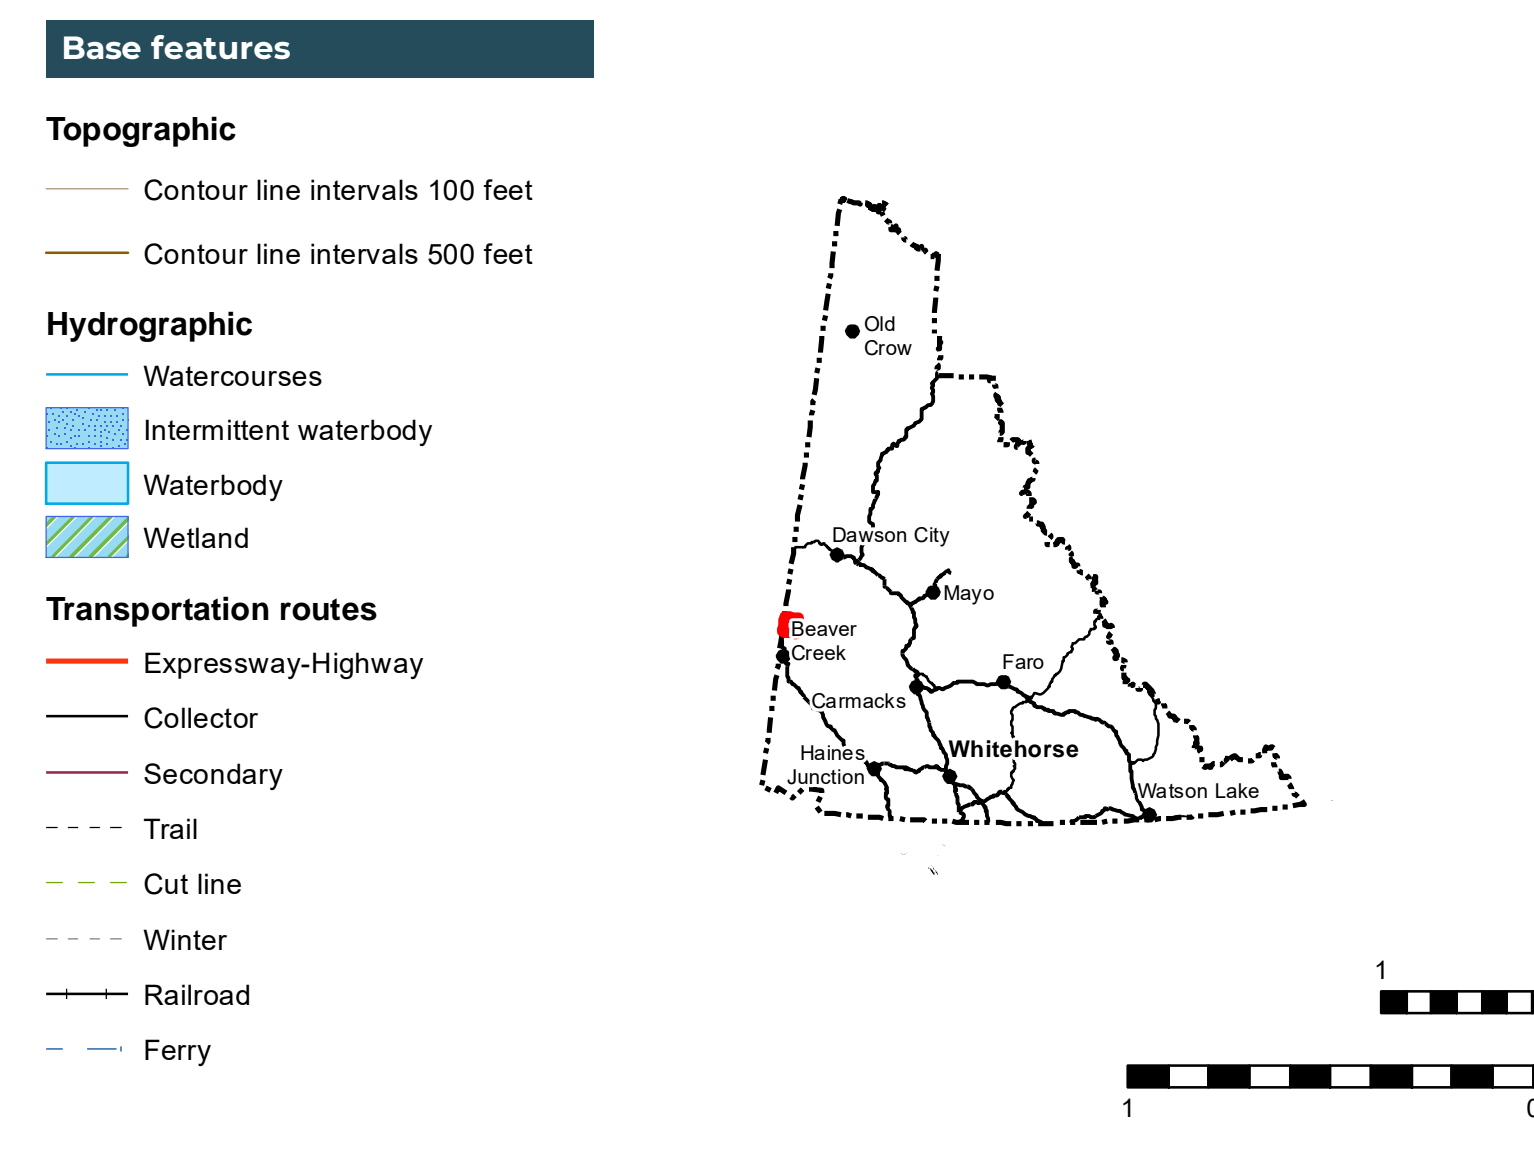 Base features
Topographic
Contour line intervals 100 feet
Contour line intervals 500 feet
Hydrographic
Watercourses
Intermittent waterbody
Waterbody
Wetland
Transportation routes
Expressway-Highway
Collector
Secondary
Trail
Cut line
Winter
Railroad
Ferry
Old
Crow
Dawson City
Mayo
Beaver
Creek
Faro
Carmacks
Whitehorse
Haines
Junction
Watson Lake
1
1
0